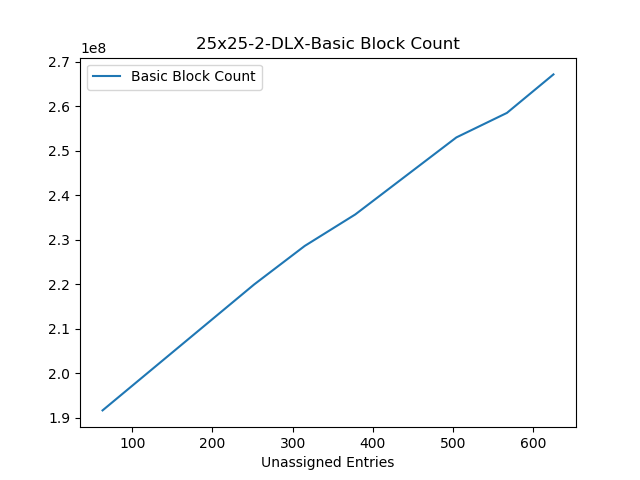 25x25-2-DLX-Basic Block Count
1e8
Basic Block Count
2.7
2.6
2.5
2.4
2.3
2.2
2.1
2.0
1.9
100 200 300 400 500 600
Unassigned Entries